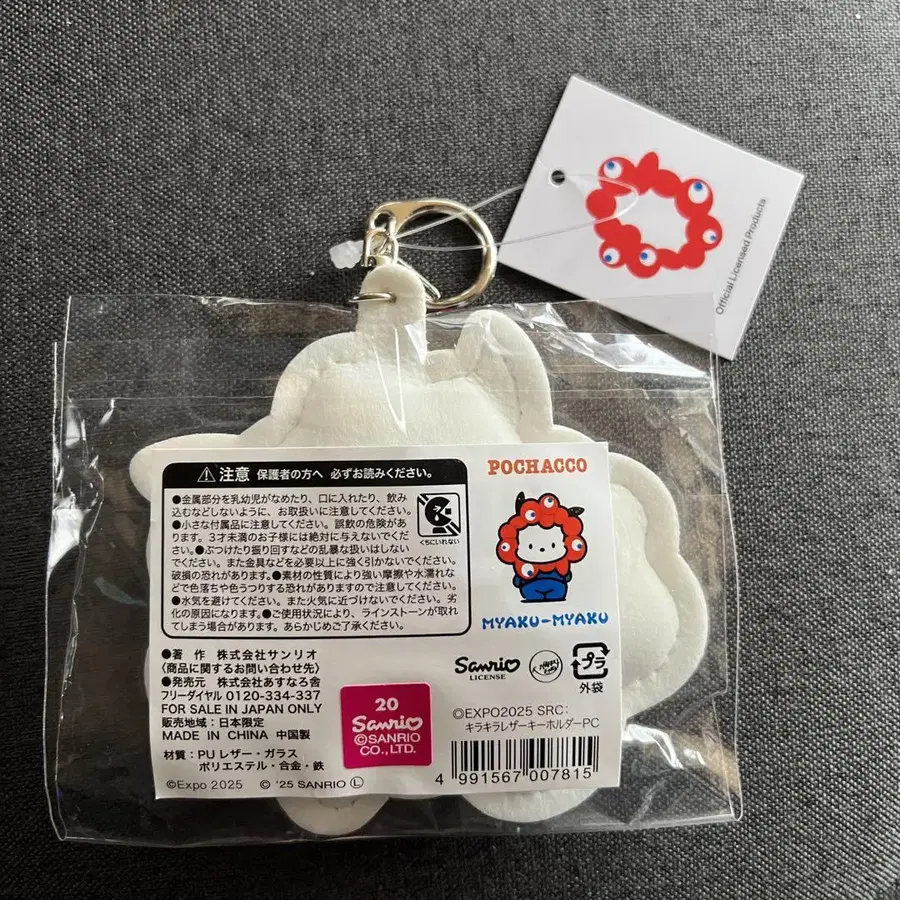 Official Licensed Products
注意 保護者の方へ 必ずお読みください。
●金属部分を乳幼児がなめたり、口に入れたり、飲み
込むなどしないように、お取扱いに注意してください。
●小さな付属品に注意してください。誤飲の危険があ
ります。3才未満のお子様には絶対に与えないでくだ
さい。●ぶつけたり振り回すなどの乱暴な扱いはしない
でください。また金具などを必要以上に強く引かないでください。
破損の恐れがあります。●素材の性質により強い摩擦や水濡れな
どで色落ちや色うつりする恐れがありますので注意してください。
●水気を避けてください。また火気に近づけないでください。劣
化の原因になります。●ご使用状況により、ラインストーンが取れ
てしまう場合があります。あらかじめご了承ください。
くちにいれない
●著 作 株式会社サンリオ
〈商品に関するお問い合わせ先〉
●発売元 株式会社あすなろ舎
フリーダイヤル 0120-334-337
FOR SALE IN JAPAN ONLY
販売地域：日本限定
MADE IN CHINA 中国製
材質：PU レザー・ガラス
ポリエステル・合金・鉄
©Expo 2025 © '25 SANRIO Ⓛ
20
Sanrio
©SANRIO
CO.,LTD.
POCHACCO
MYAKU-MYAKU
Sanrio
LICENSE
プラ
外袋
©EXPO2025 SRC：
キラキラレザーキーホルダーPC
4 991567 007815